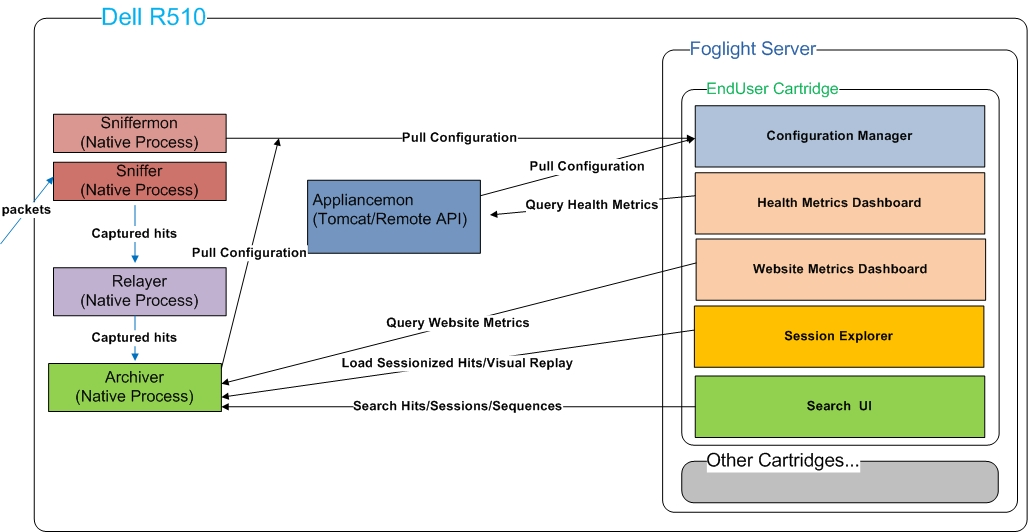 Dell R510
Foglight Server
EndUser Cartridge
Sniffermon
(Native Process)
Pull Configuration
Configuration Manager
Sniffer
(Native Process)
packets
Pull Configuration
Appliancemon
(Tomcat/Remote API)
Query Health Metrics
Health Metrics Dashboard
Captured hits
Pull Configuration
Website Metrics Dashboard
Relayer
(Native Process)
Query Website Metrics
Captured hits
Session Explorer
Load Sessionized Hits/Visual Replay
Archiver
(Native Process)
Search Hits/Sessions/Sequences
Search UI
Other Cartridges...